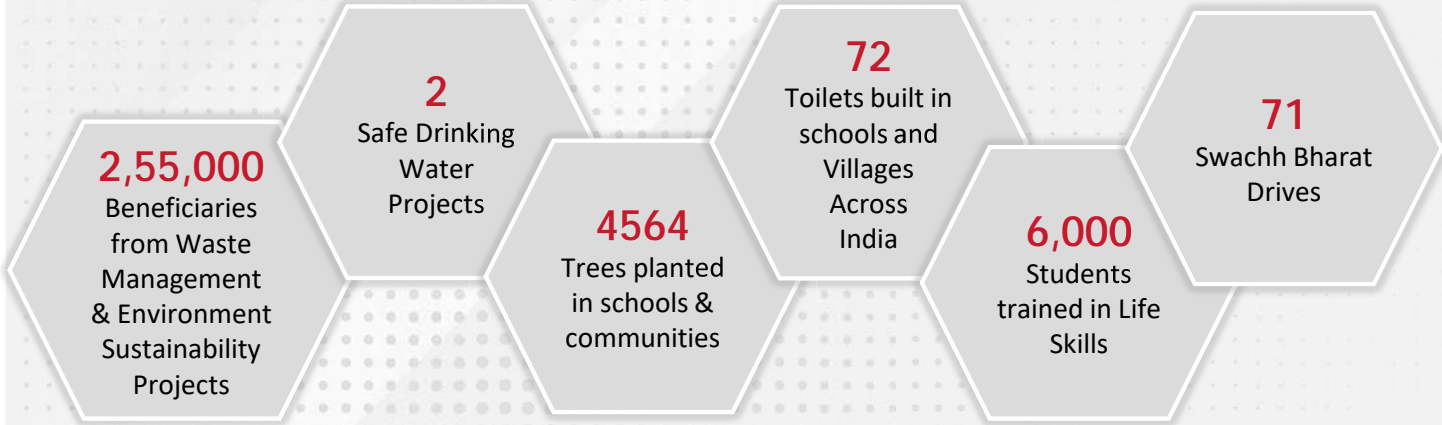 2,55,000
Beneficiaries
from Waste
Management
& Environment
Sustainability
Projects
2
Safe Drinking
Water
Projects
4564
Trees planted
in schools &
communities
72
Toilets built in
schools and
Villages
Across
India
6,000
Students
trained in Life
Skills
71
Swachh Bharat
Drives